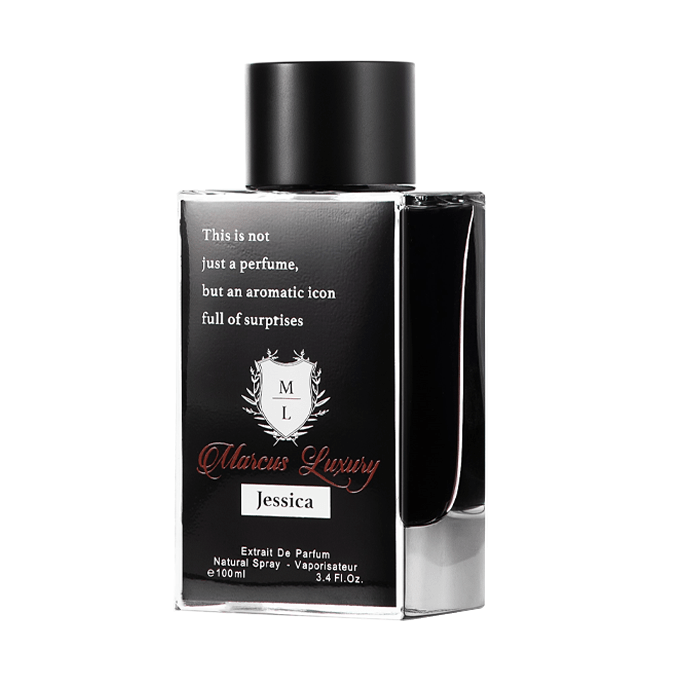 This is not
just a perfume,
but an aromatic icon
full of surprises
M
L
Marcus Luxury
Jessica
Extrait De Parfum
Natural Spray - Vaporisateur
℮100ml 3.4 Fl.Oz.